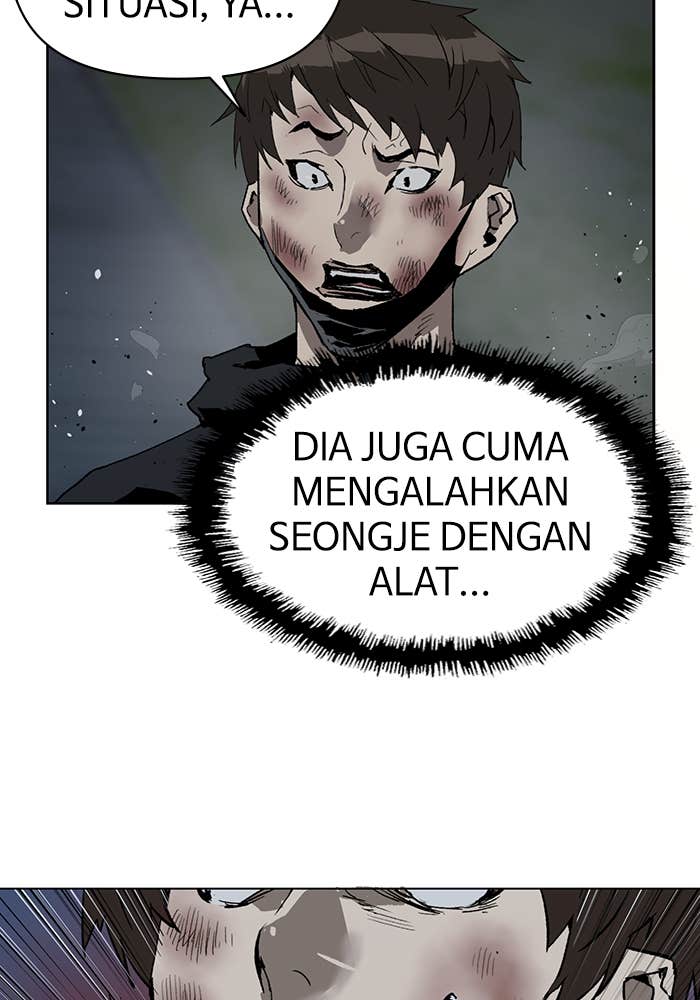 SITUASI, YA...
DIA JUGA CUMA
MENGALAHKAN
SEONGJE DENGAN
ALAT...